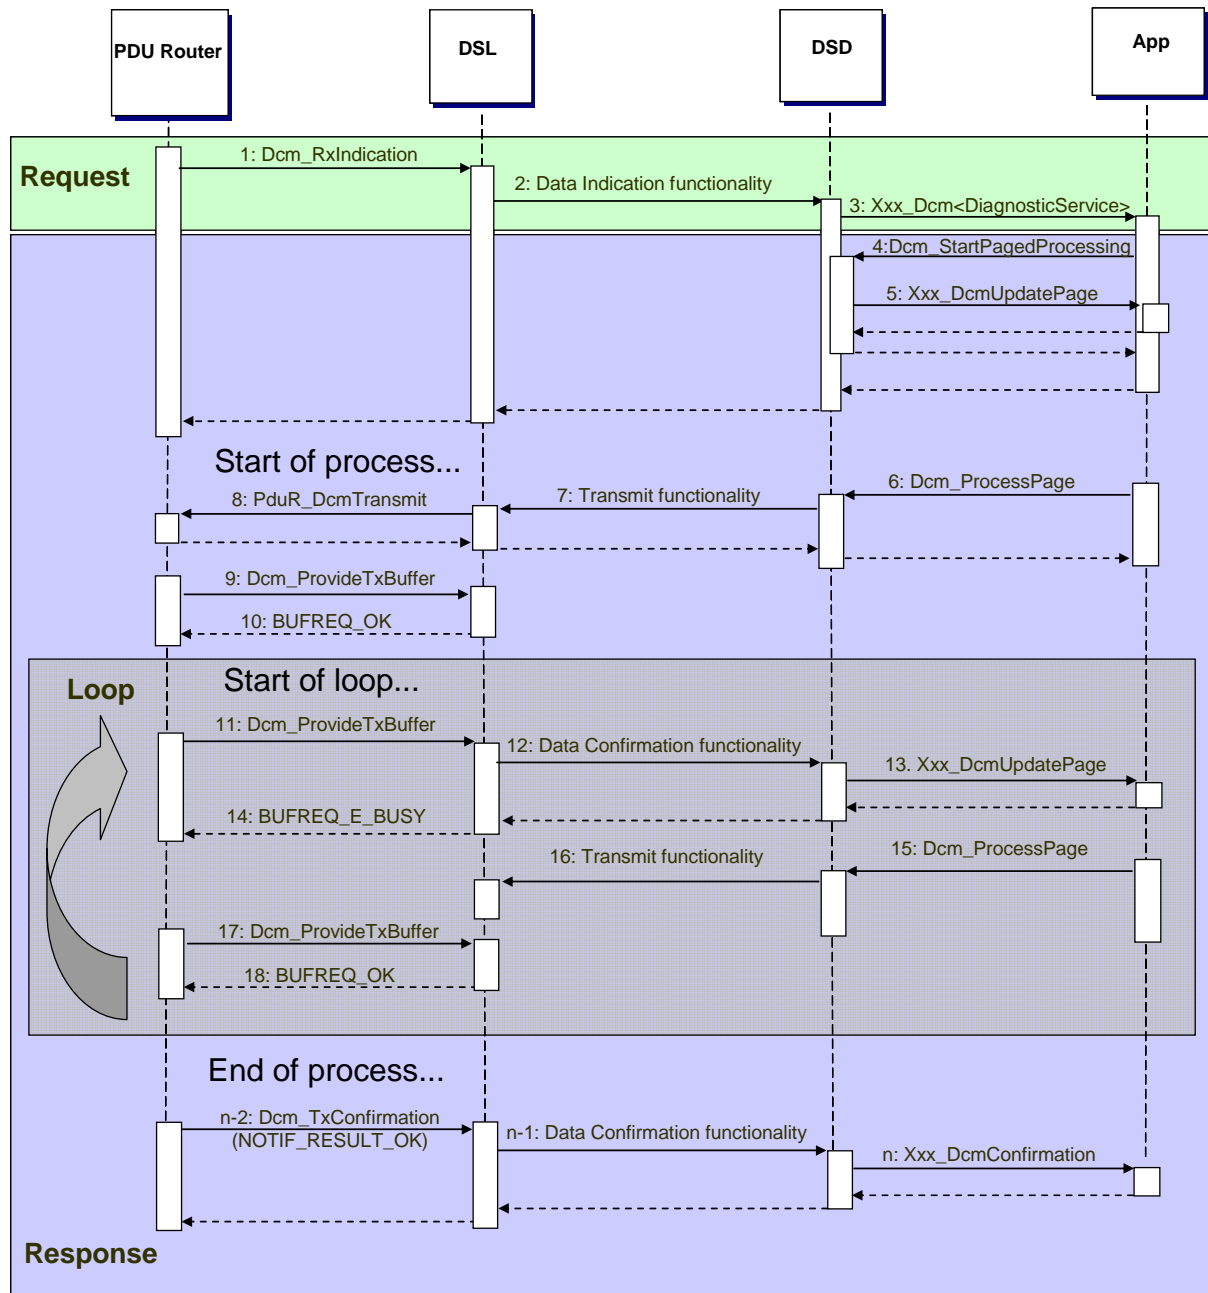 PDU Router
DSL
DSD
App
Request
1: Dcm_RxIndication
2: Data Indication functionality
3: Xxx_Dcm<DiagnosticService>
4:Dcm_StartPagedProcessing
5: Xxx_DcmUpdatePage
Start of process...
6: Dcm_ProcessPage
7: Transmit functionality
8: PduR_DcmTransmit
9: Dcm_ProvideTxBuffer
10: BUFREQ_OK
Loop
Start of loop...
11: Dcm_ProvideTxBuffer
12: Data Confirmation functionality
13. Xxx_DcmUpdatePage
14: BUFREQ_E_BUSY
15: Dcm_ProcessPage
16: Transmit functionality
17: Dcm_ProvideTxBuffer
18: BUFREQ_OK
End of process...
n-2: Dcm_TxConfirmation
(NOTIF_RESULT_OK)
n-1: Data Confirmation functionality
n: Xxx_DcmConfirmation
Response